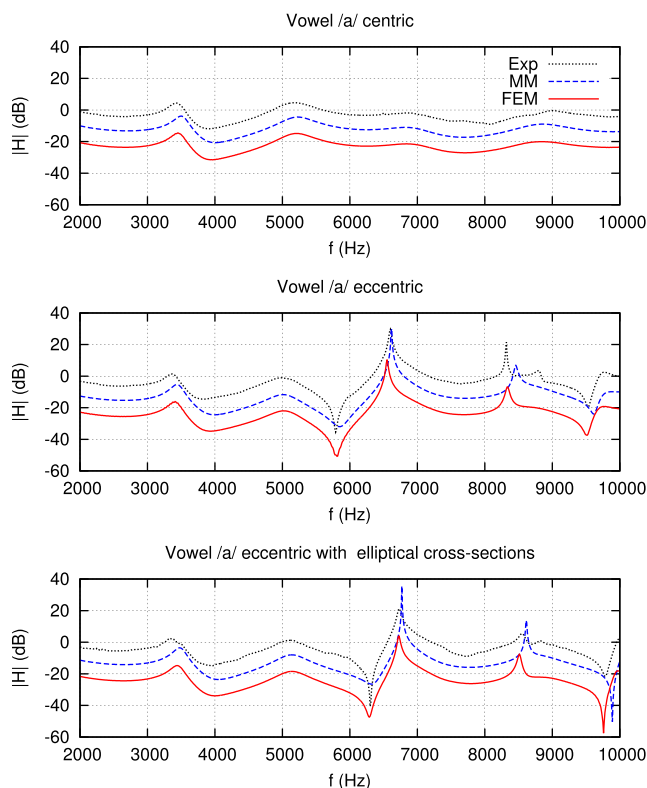 Vowel /a/ centric
40
20
0
-20
-40
-60
|H| (dB)
Exp
MM
FEM
2000 3000 4000 5000 6000 7000 8000 9000 10000
f (Hz)
Vowel /a/ eccentric
40
20
0
-20
-40
-60
|H| (dB)
2000 3000 4000 5000 6000 7000 8000 9000 10000
f (Hz)
Vowel /a/ eccentric with elliptical cross-sections
40
20
0
-20
-40
-60
|H| (dB)
2000 3000 4000 5000 6000 7000 8000 9000 10000
f (Hz)